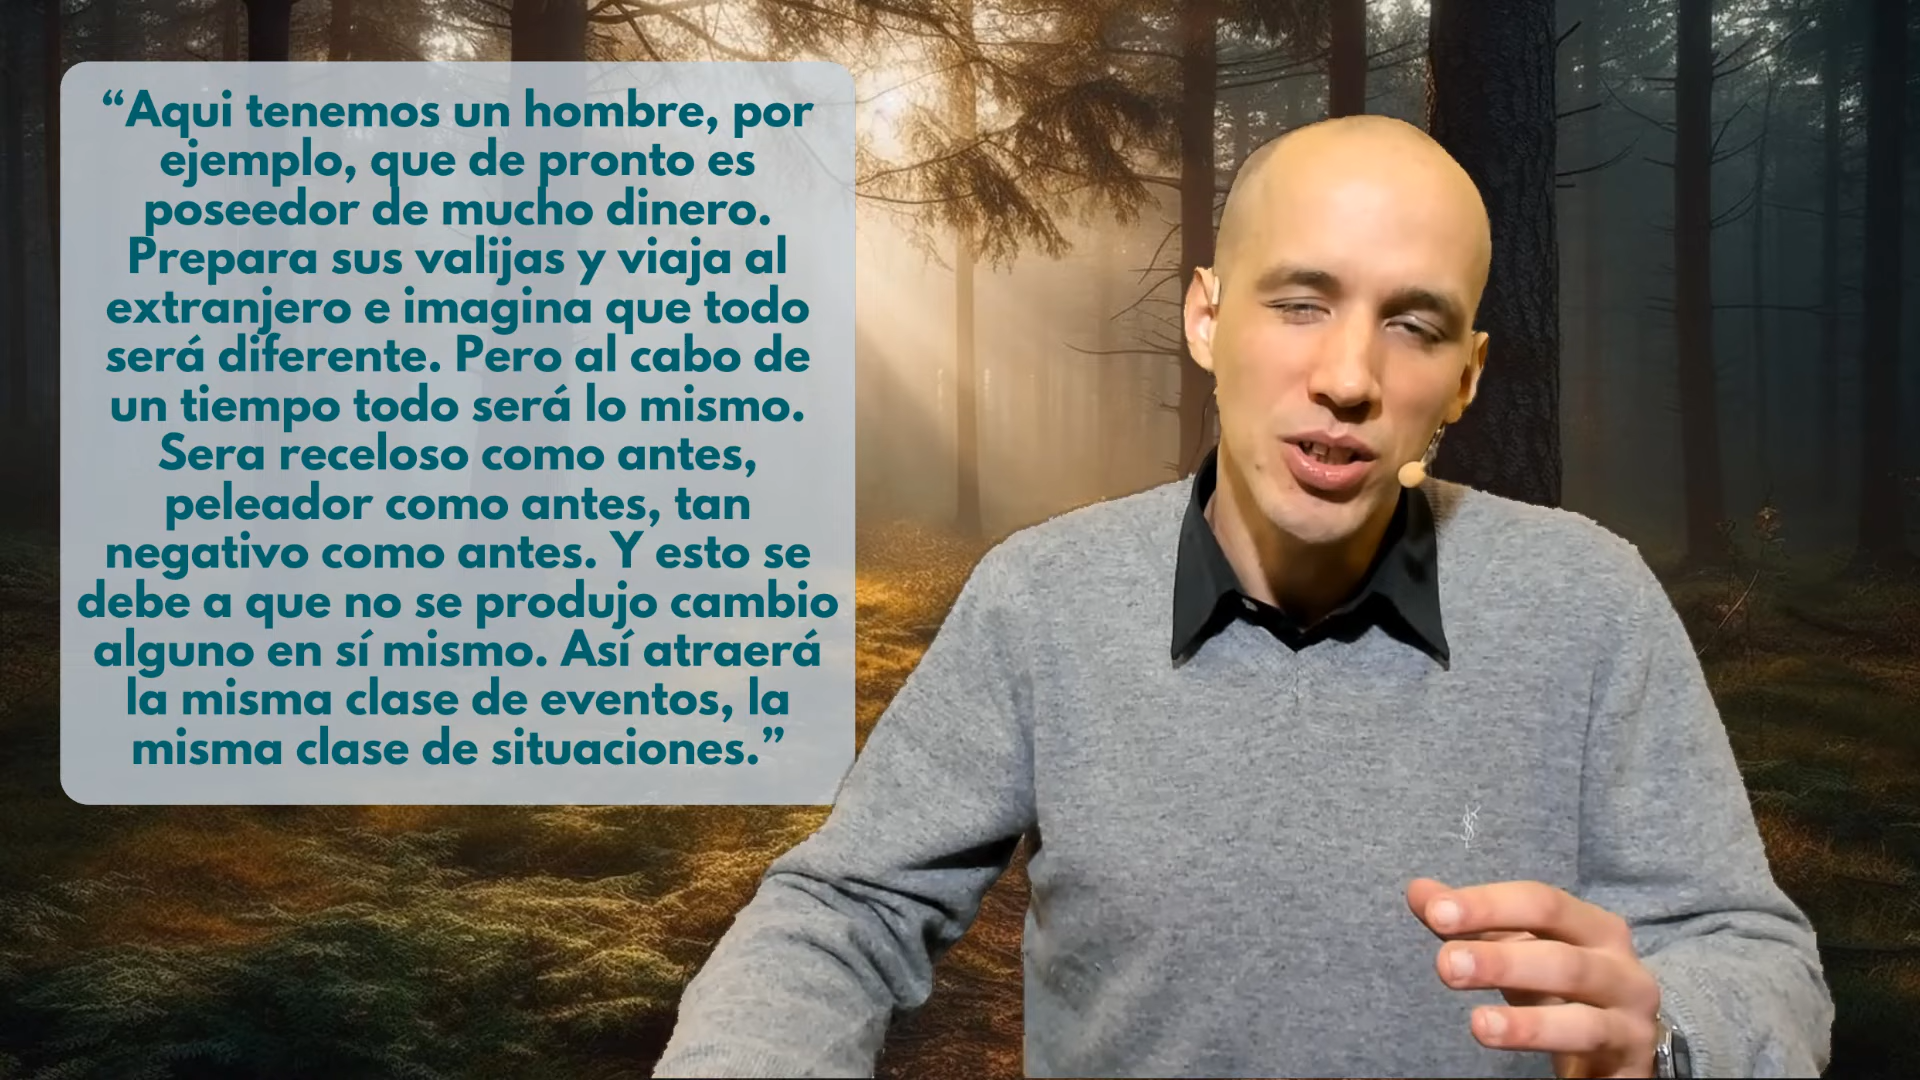 “Aqui tenemos un hombre, por
ejemplo, que de pronto es
poseedor de mucho dinero.
Prepara sus valijas y viaja al
extranjero e imagina que todo
será diferente. Pero al cabo de
un tiempo todo será lo mismo.
Sera receloso como antes,
peleador como antes, tan
negativo como antes. Y esto se
debe a que no se produjo cambio
alguno en sí mismo. Así atraerá
la misma clase de eventos, la
misma clase de situaciones.”